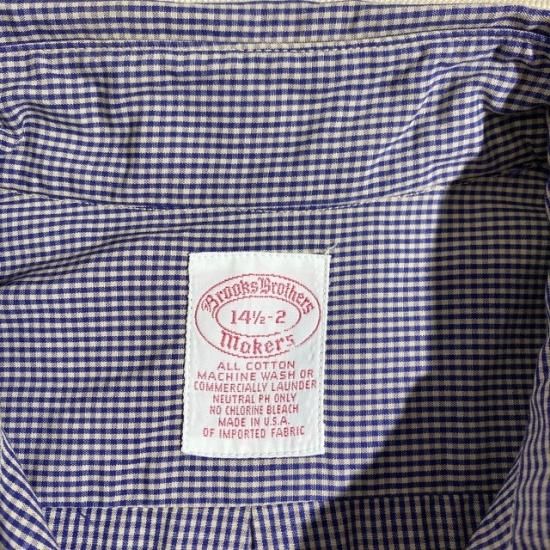 Brooks Brothers
14½-2
Makers
ALL COTTON
MACHINE WASH OR
COMMERCIALLY LAUNDER
NEUTRAL PH ONLY
NO CHLORINE BLEACH
MADE IN U.S.A.
OF IMPORTED FABRIC